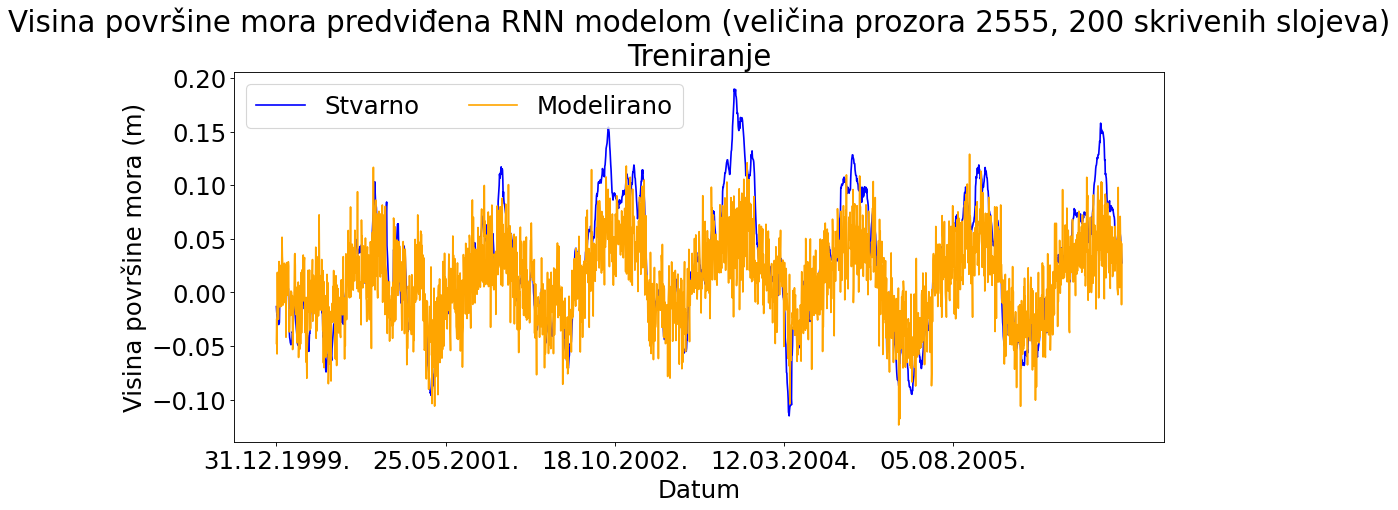 Visina površine mora predviđena RNN modelom (veličina prozora 2555, 200 skrivenih slojeva)
Treniranje
Stvarno
Modelirano
Visina površine mora (m)
0.20
0.15
0.10
0.05
0.00
−0.05
−0.10
31.12.1999.
25.05.2001.
18.10.2002.
12.03.2004.
05.08.2005.
Datum